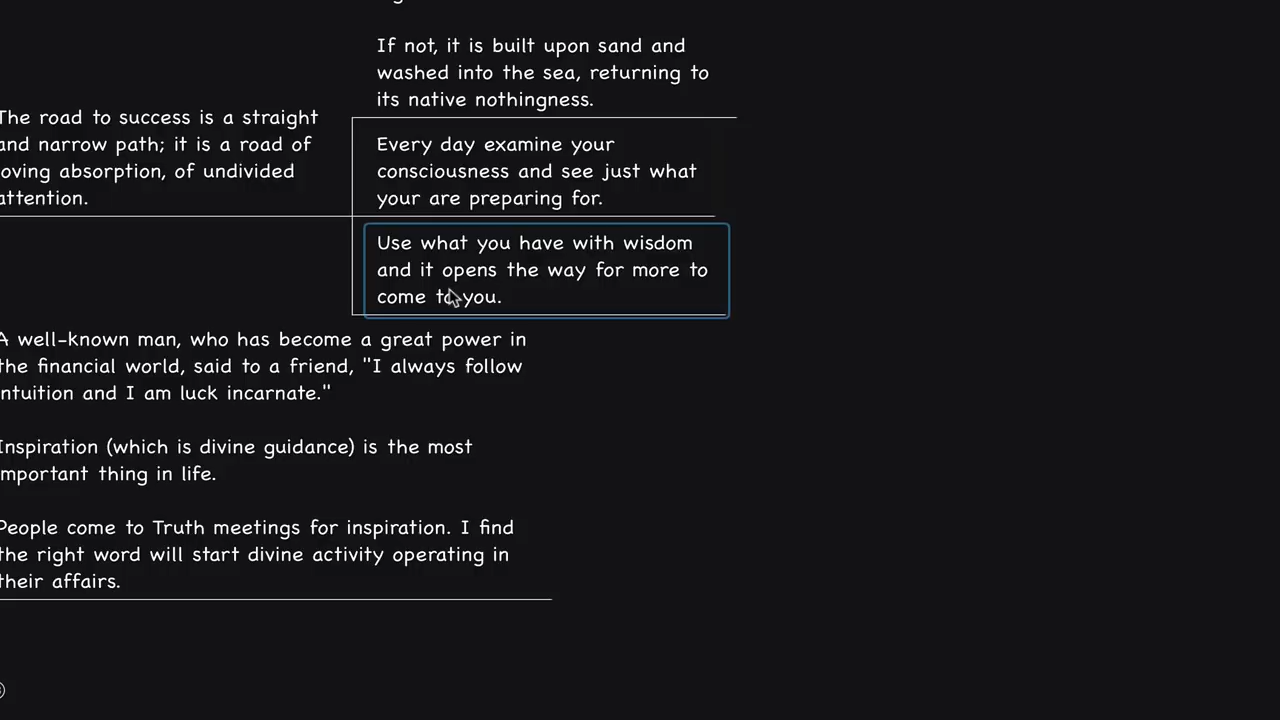 If not, it is built upon sand and
washed into the sea, returning to
its native nothingness.
The road to success is a straight
and narrow path; it is a road of
loving absorption, of undivided
attention.
Every day examine your
consciousness and see just what
your are preparing for.
Use what you have with wisdom
and it opens the way for more to
come to you.
A well-known man, who has become a great power in
the financial world, said to a friend, "I always follow
intuition and I am luck incarnate."
Inspiration (which is divine guidance) is the most
important thing in life.
People come to Truth meetings for inspiration. I find
the right word will start divine activity operating in
their affairs.